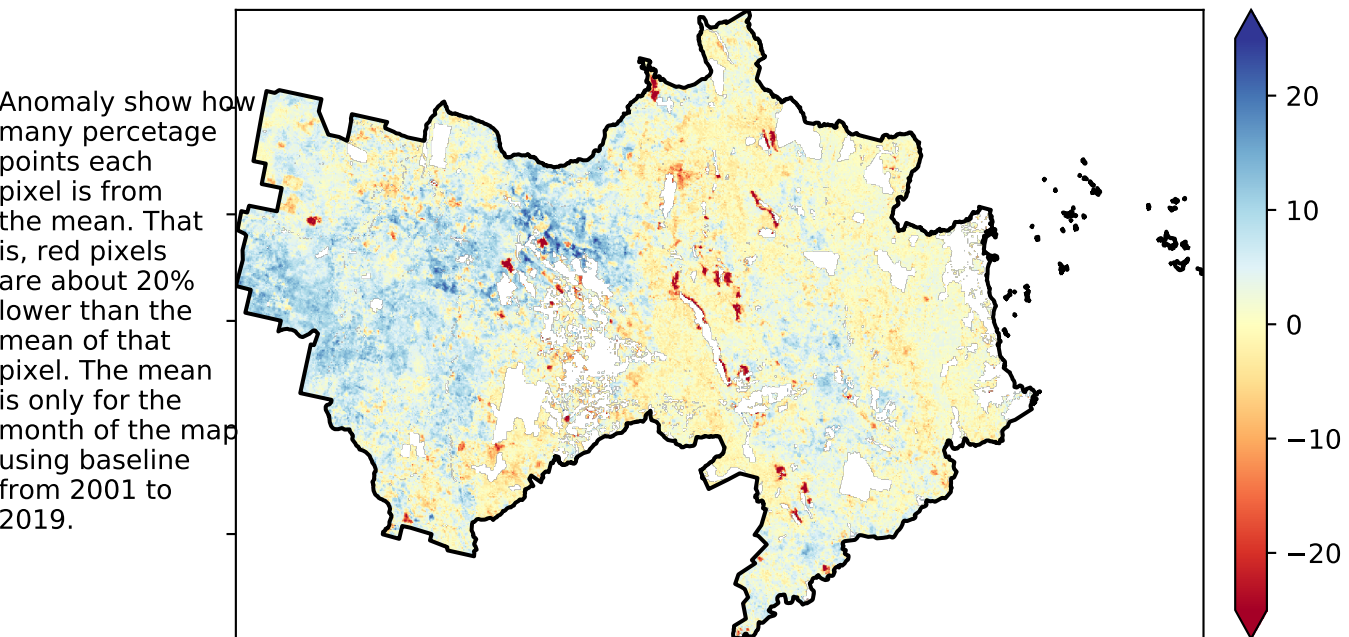 Anomaly show how
many percetage
points each
pixel is from
the mean. That
is, red pixels
are about 20%
lower than the
mean of that
pixel. The mean
is only for the
month of the map
using baseline
from 2001 to
2019.
20
10
0
−10
−20